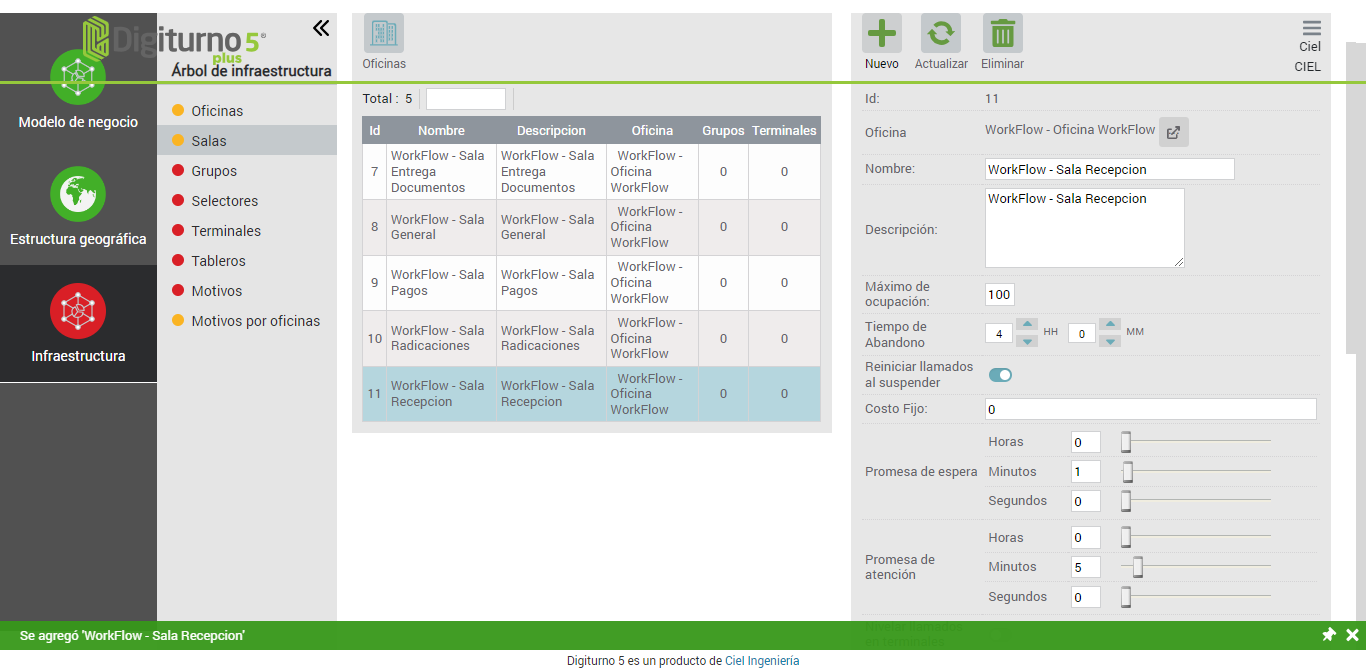 Digiturno 5®
plus
Árbol de infraestructura
Modelo de negocio
Estructura geográfica
Infraestructura
Oficinas
Salas
Grupos
Selectores
Terminales
Tableros
Motivos
Motivos por oficinas
Oficinas
Total : 5
Id Nombre Descripcion Oficina Grupos Terminales
WorkFlow - Sala WorkFlow - Sala WorkFlow -
7 Entrega Entrega Oficina 0 0
Documentos Documentos WorkFlow
WorkFlow -
8 WorkFlow - Sala WorkFlow - Sala Oficina 0 0
General General WorkFlow
WorkFlow -
9 WorkFlow - Sala WorkFlow - Sala Oficina 0 0
Pagos Pagos WorkFlow
WorkFlow -
10 WorkFlow - Sala WorkFlow - Sala Oficina 0 0
Radicaciones Radicaciones WorkFlow
WorkFlow -
11 WorkFlow - Sala WorkFlow - Sala Oficina 0 0
Recepcion Recepcion WorkFlow
Nuevo Actualizar Eliminar
Ciel
CIEL
Id: 11
Oficina WorkFlow - Oficina WorkFlow
Nombre: WorkFlow - Sala Recepcion
Descripción: WorkFlow - Sala Recepcion
Máximo de
ocupación: 100
Tiempo de
Abandono 4 HH 0 MM
Reiniciar llamados
al suspender
Costo Fijo: 0
Promesa de espera
Horas 0
Minutos 1
Segundos 0
Promesa de
atención
Horas 0
Minutos 5
Segundos 0
Se agregó 'WorkFlow - Sala Recepcion'
Digiturno 5 es un producto de Ciel Ingeniería